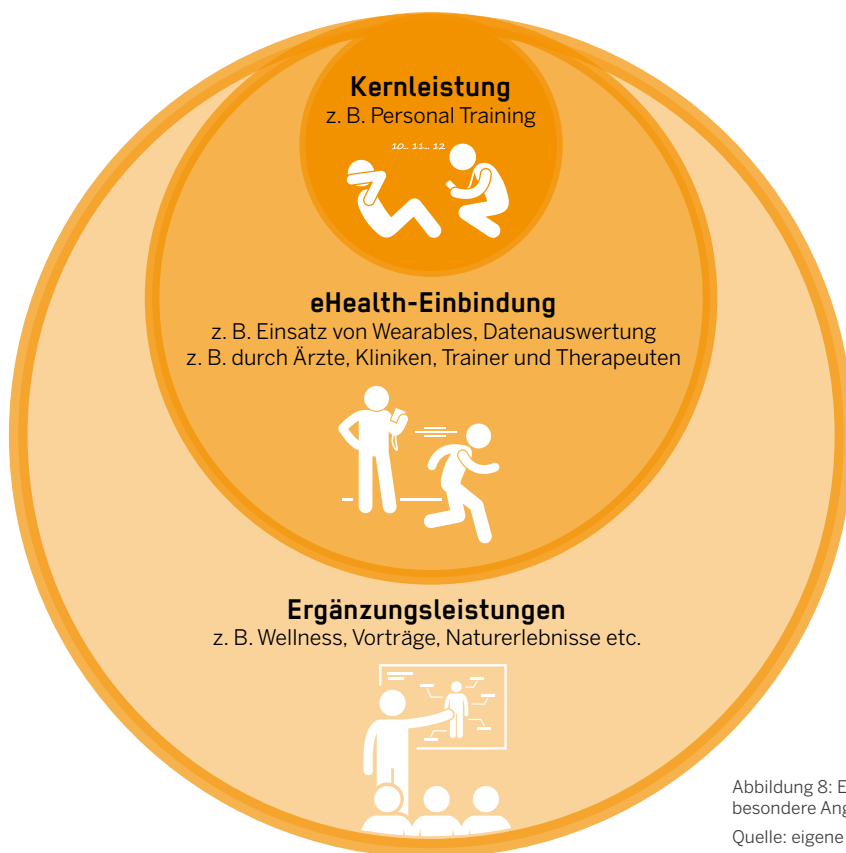 Kernleistung
z. B. Personal Training
10.. 11... 12
eHealth-Einbindung
z. B. Einsatz von Wearables, Datenauswertung
z. B. durch Ärzte, Kliniken, Trainer und Therapeuten
Ergänzungsleistungen
z. B. Wellness, Vorträge, Naturerlebnisse etc.
Abbildung 8: E
besondere Ang
Quelle: eigene